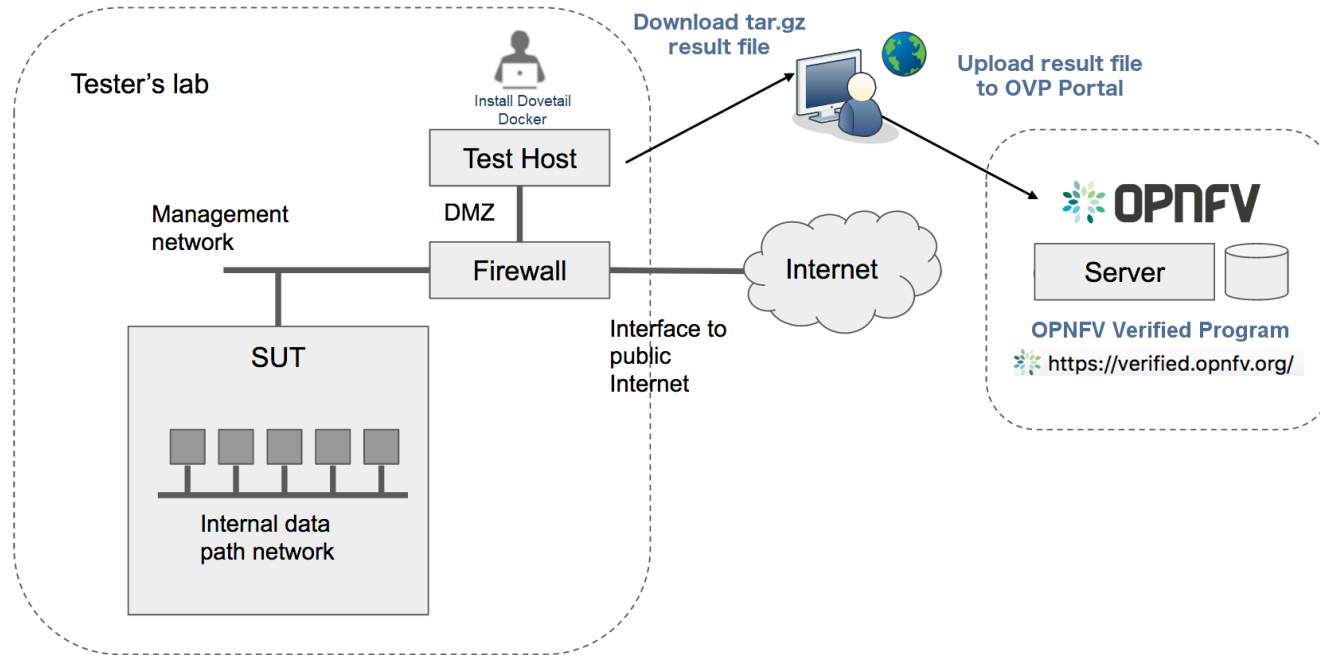 Download tar.gz
result file
Upload result file
to OVP Portal
Tester's lab
Install Dovetail
Docker
Test Host
DMZ
Management
network
Firewall
Internet
Interface to
public
Internet
SUT
Internal data
path network
OPNFV
Server
OPNFV Verified Program
https://verified.opnfv.org/